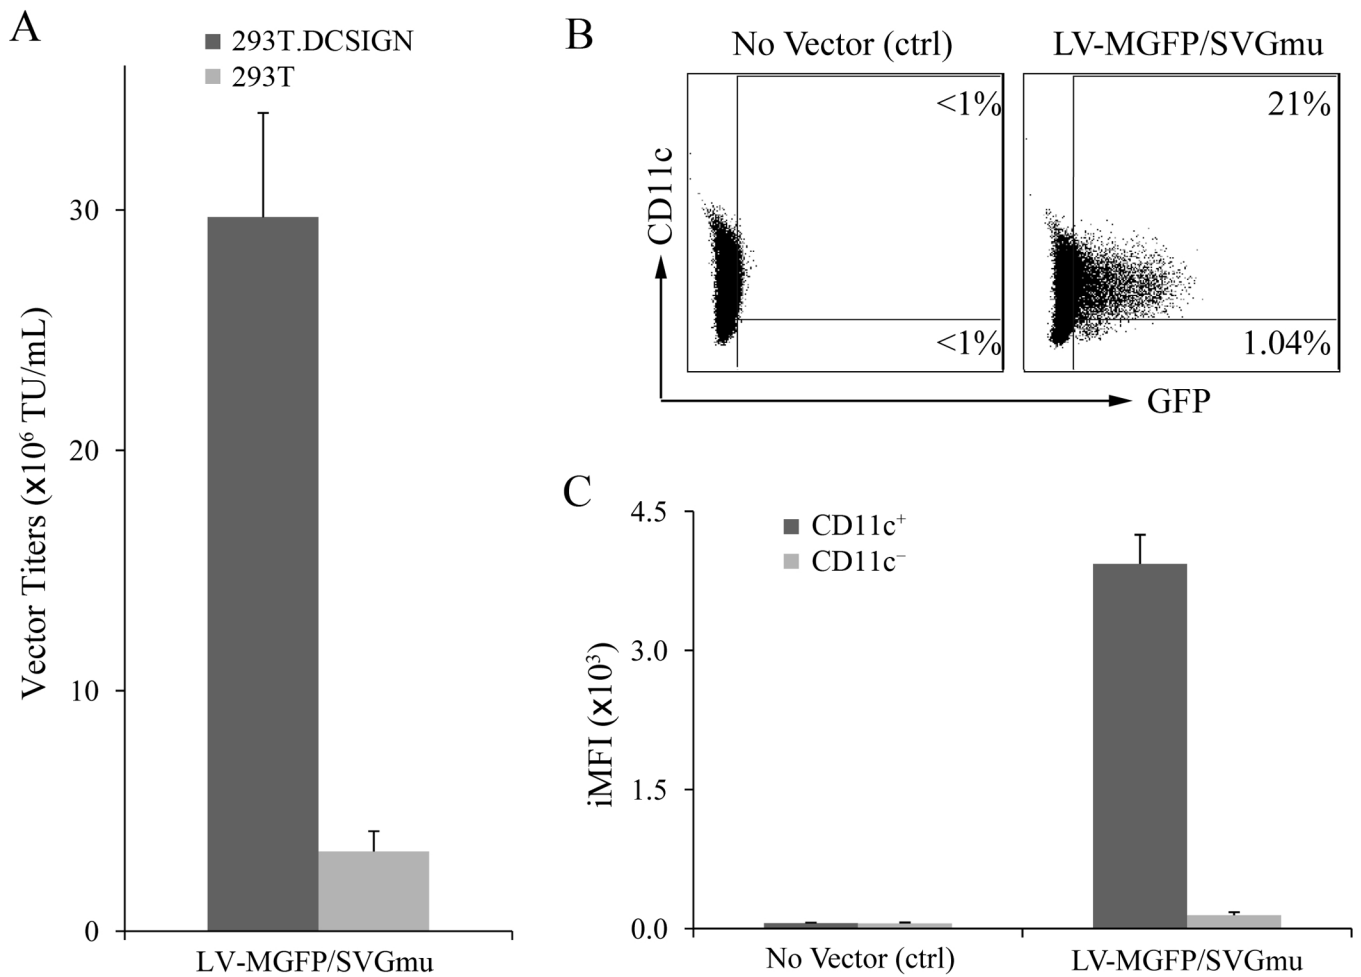 A
293T.DCSIGN
293T
30
20
10
0
Vector Titers (x10⁶ TU/mL)
LV-MGFP/SVGmu
B
No Vector (ctrl)
LV-MGFP/SVGmu
<1%
21%
<1%
1.04%
CD11c
GFP
C
CD11c⁺
CD11c⁻
4.5
3.0
1.5
0.0
iMFI (x10³)
No Vector (ctrl)
LV-MGFP/SVGmu